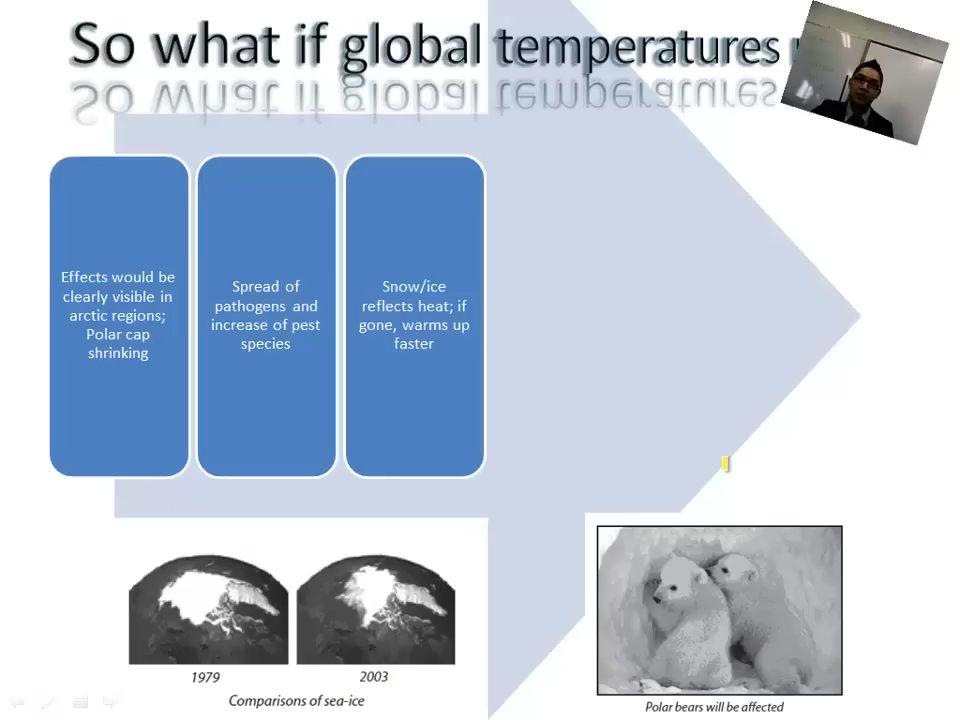 So what if global temperatures
Effects would be
clearly visible in
arctic regions;
Polar cap
shrinking
Spread of
pathogens and
increase of pest
species
Snow/ice
reflects heat; if
gone, warms up
faster
1979
2003
Comparisons of sea-ice
Polar bears will be affected